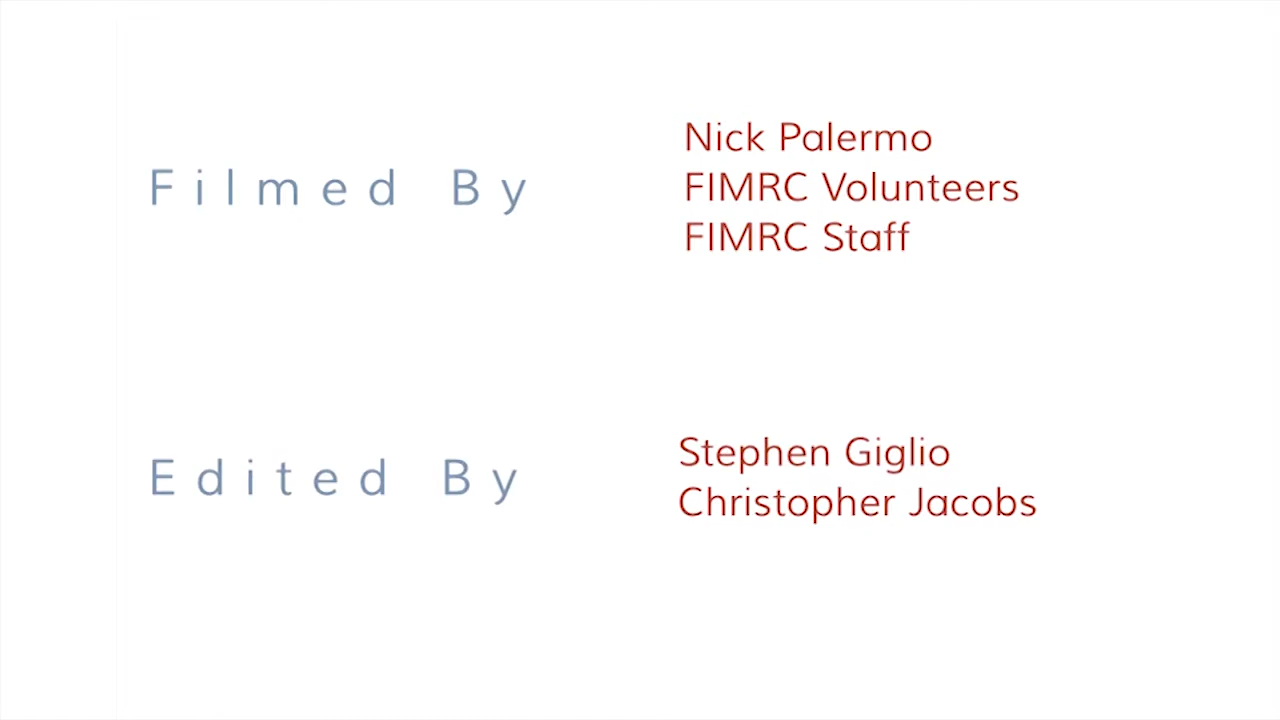 Filmed By
Nick Palermo
FIMRC Volunteers
FIMRC Staff
Edited By
Stephen Giglio
Christopher Jacobs